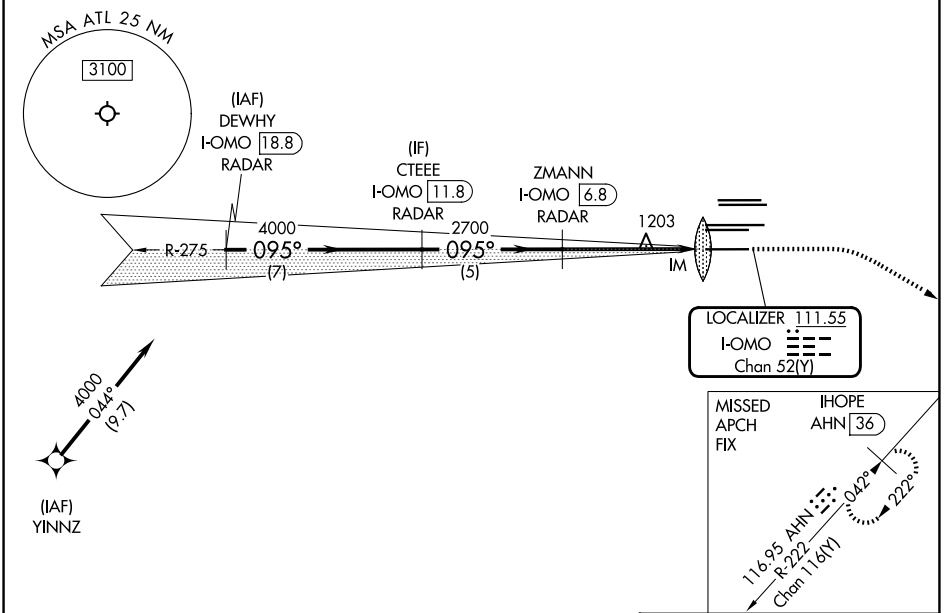 MSA ATL 25 NM
3100
(IAF)
DEWHY
I-OMO 18.8
RADAR
(IF)
CTEEE
I-OMO 11.8
RADAR
ZMANN
I-OMO 6.8
RADAR
1203
4000
2700
R-275
095°
095°
(7)
(5)
IM
LOCALIZER 111.55
I-OMO
Chan 52(Y)
4000
044°
(9.7)
(IAF)
YINNZ
MISSED
APCH
FIX
IHOPE
AHN 36
042°
222°
116.95 AHN
R-222
Chan 116(Y)